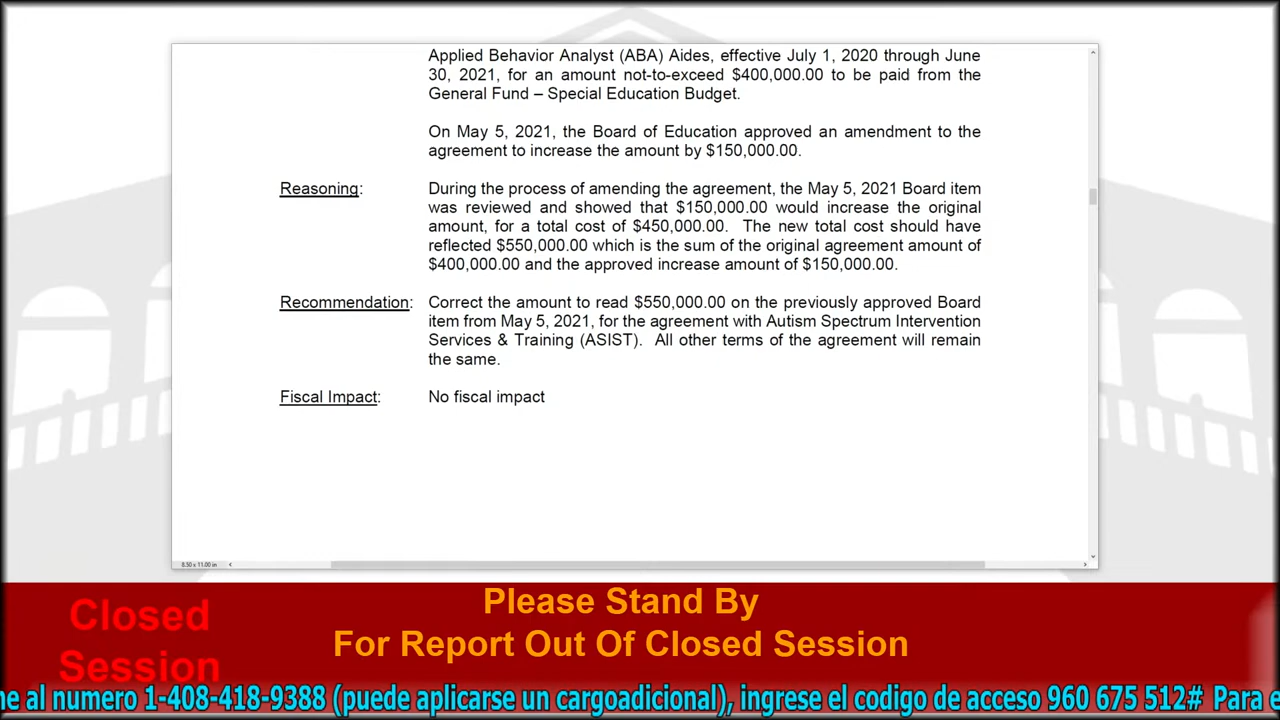 Applied Behavior Analyst (ABA) Aides, effective July 1, 2020 through June
30, 2021, for an amount not-to-exceed $400,000.00 to be paid from the
General Fund – Special Education Budget.
On May 5, 2021, the Board of Education approved an amendment to the
agreement to increase the amount by $150,000.00.
Reasoning: During the process of amending the agreement, the May 5, 2021 Board item
was reviewed and showed that $150,000.00 would increase the original
amount, for a total cost of $450,000.00. The new total cost should have
reflected $550,000.00 which is the sum of the original agreement amount of
$400,000.00 and the approved increase amount of $150,000.00.
Recommendation: Correct the amount to read $550,000.00 on the previously approved Board
item from May 5, 2021, for the agreement with Autism Spectrum Intervention
Services & Training (ASIST). All other terms of the agreement will remain
the same.
Fiscal Impact: No fiscal impact
8.50 x 11.00 in
Closed
Session
Please Stand By
For Report Out Of Closed Session
al numero 1-408-418-9388 (puede aplicarse un cargoadicional), ingrese el codigo de acceso 960 675 512# Para